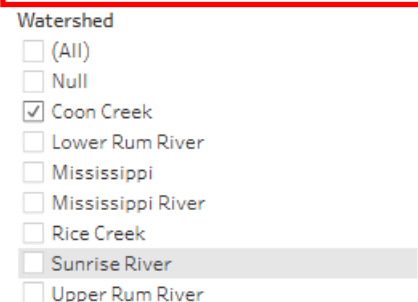 Watershed
(All)
Null
Coon Creek
Lower Rum River
Mississippi
Mississippi River
Rice Creek
Sunrise River
Upper Rum River